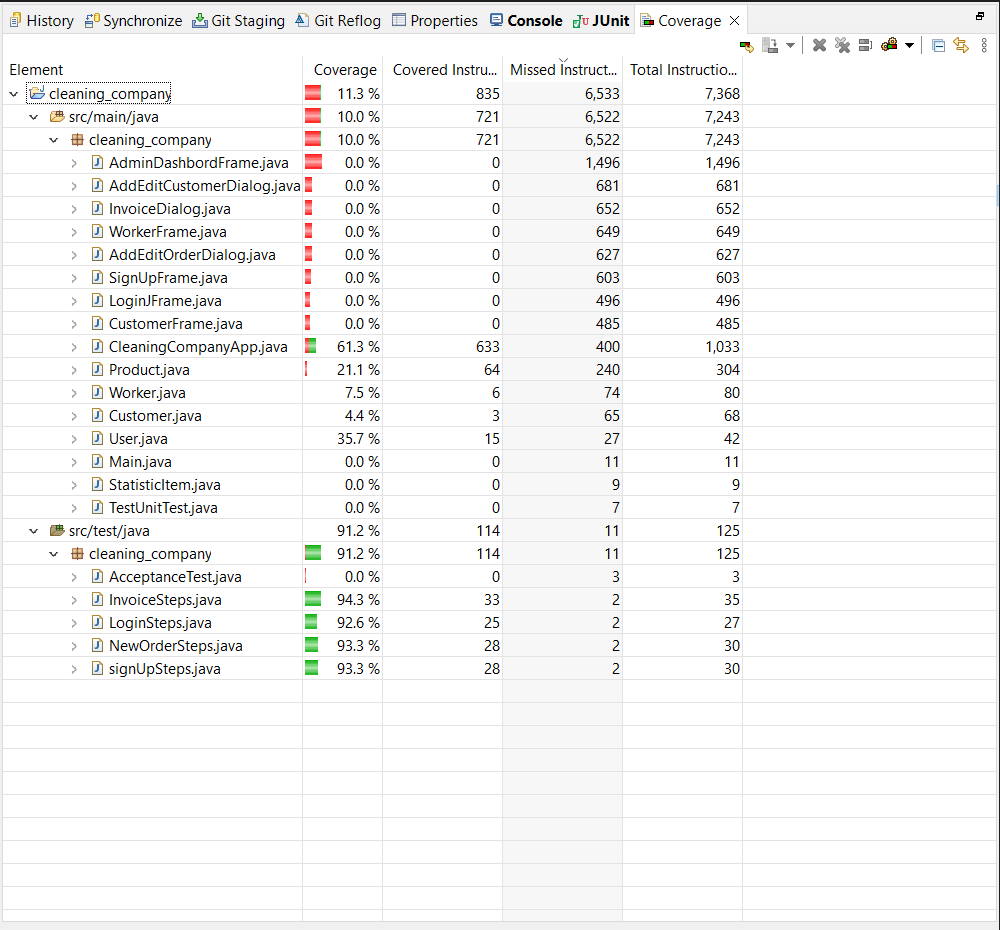 History Synchronize Git Staging Git Reflog Properties Console JUnit Coverage
Element Coverage Covered Instru... Missed Instruct... Total Instructio...
cleaning_company 11.3 % 835 6,533 7,368
src/main/java 10.0 % 721 6,522 7,243
cleaning_company 10.0 % 721 6,522 7,243
AdminDashbordFrame.java 0.0 % 0 1,496 1,496
AddEditCustomerDialog.java 0.0 % 0 681 681
InvoiceDialog.java 0.0 % 0 652 652
WorkerFrame.java 0.0 % 0 649 649
AddEditOrderDialog.java 0.0 % 0 627 627
SignUpFrame.java 0.0 % 0 603 603
LoginJFrame.java 0.0 % 0 496 496
CustomerFrame.java 0.0 % 0 485 485
CleaningCompanyApp.java 61.3 % 633 400 1,033
Product.java 21.1 % 64 240 304
Worker.java 7.5 % 6 74 80
Customer.java 4.4 % 3 65 68
User.java 35.7 % 15 27 42
Main.java 0.0 % 0 11 11
StatisticItem.java 0.0 % 0 9 9
TestUnitTest.java 0.0 % 0 7 7
src/test/java 91.2 % 114 11 125
cleaning_company 91.2 % 114 11 125
AcceptanceTest.java 0.0 % 0 3 3
InvoiceSteps.java 94.3 % 33 2 35
LoginSteps.java 92.6 % 25 2 27
NewOrderSteps.java 93.3 % 28 2 30
signUpSteps.java 93.3 % 28 2 30